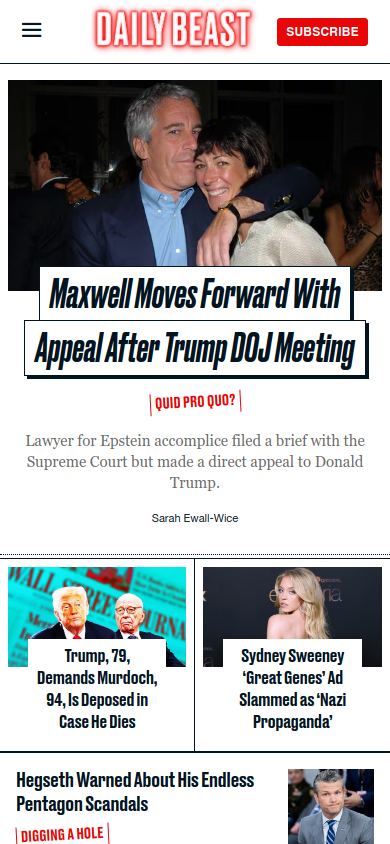 DAILY BEAST
SUBSCRIBE
Maxwell Moves Forward With
Appeal After Trump DOJ Meeting
QUID PRO QUO?
Lawyer for Epstein accomplice filed a brief with the
Supreme Court but made a direct appeal to Donald
Trump.
Sarah Ewall-Wice
WALL STREET JOURNA
Trump, 79,
Demands Murdoch,
94, Is Deposed in
Case He Dies
Sydney Sweeney
‘Great Genes’ Ad
Slammed as ‘Nazi
Propaganda’
Hegseth Warned About His Endless
Pentagon Scandals
DIGGING A HOLE